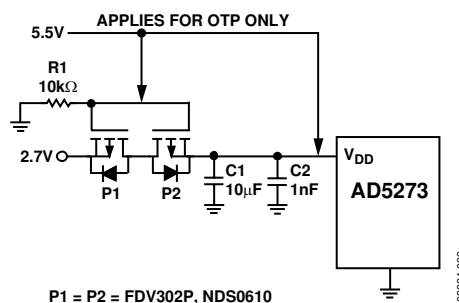 APPLIES FOR OTP ONLY
5.5V
R1
10kΩ
2.7V
P1
P2
C1
10μF
C2
1nF
VDD
AD5273
P1 = P2 = FDV302P, NDS0610